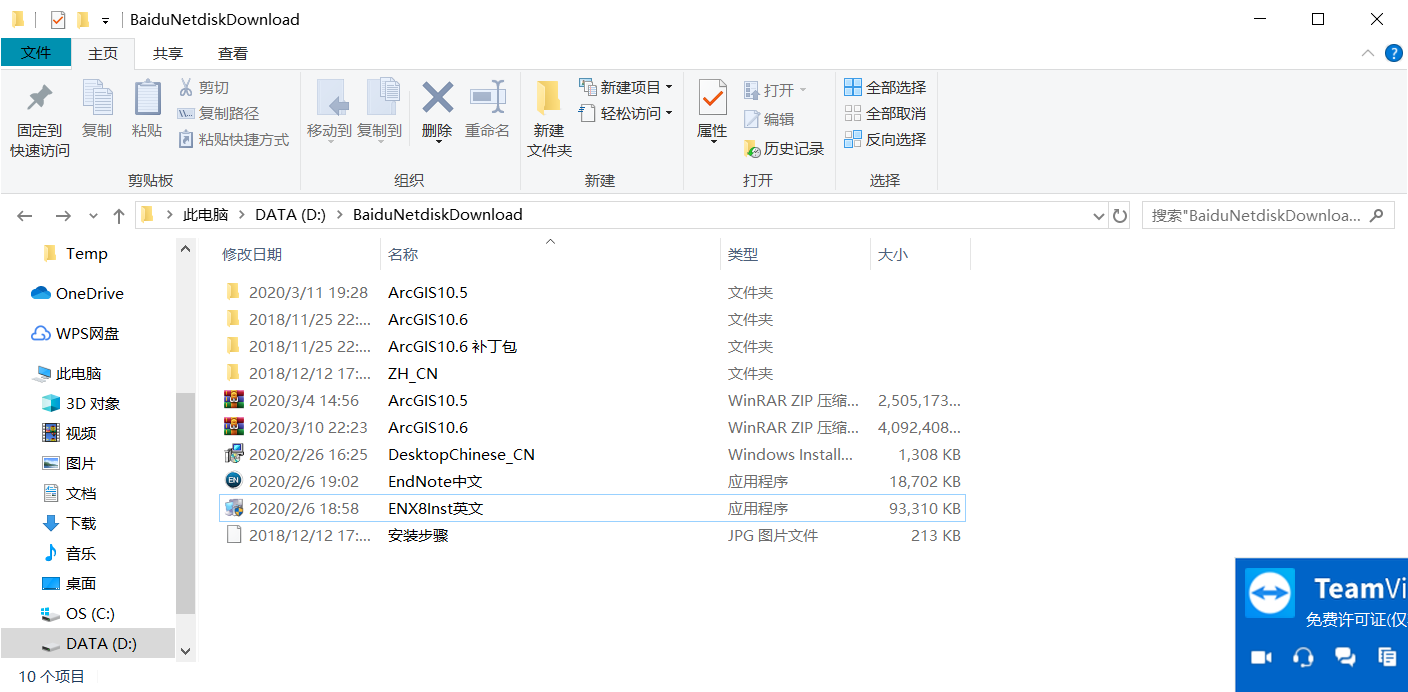 BaiduNetdiskDownload
文件 主页 共享 查看
固定到
快速访问
复制
粘贴
剪切
复制路径
粘贴快捷方式
剪贴板
移动到
复制到
删除
重命名
组织
新建
文件夹
新建项目
轻松访问
新建
属性
打开
编辑
历史记录
打开
全部选择
全部取消
反向选择
选择
此电脑 > DATA (D:) > BaiduNetdiskDownload
搜索"BaiduNetdiskDownloa...
Temp
OneDrive
WPS网盘
此电脑
3D 对象
视频
图片
文档
下载
音乐
桌面
OS (C:)
DATA (D:)
修改日期 名称 类型 大小
2020/3/11 19:28 ArcGIS10.5 文件夹
2018/11/25 22:... ArcGIS10.6 文件夹
2018/11/25 22:... ArcGIS10.6 补丁包 文件夹
2018/12/12 17:... ZH_CN 文件夹
2020/3/4 14:56 ArcGIS10.5 WinRAR ZIP 压缩... 2,505,173...
2020/3/10 22:23 ArcGIS10.6 WinRAR ZIP 压缩... 4,092,408...
2020/2/26 16:25 DesktopChinese_CN Windows Install... 1,308 KB
EN 2020/2/6 19:02 EndNote中文 应用程序 18,702 KB
2020/2/6 18:58 ENX8Inst英文 应用程序 93,310 KB
2018/12/12 17:... 安装步骤 JPG 图片文件 213 KB
TeamVi
免费许可证(仅
10 个项目